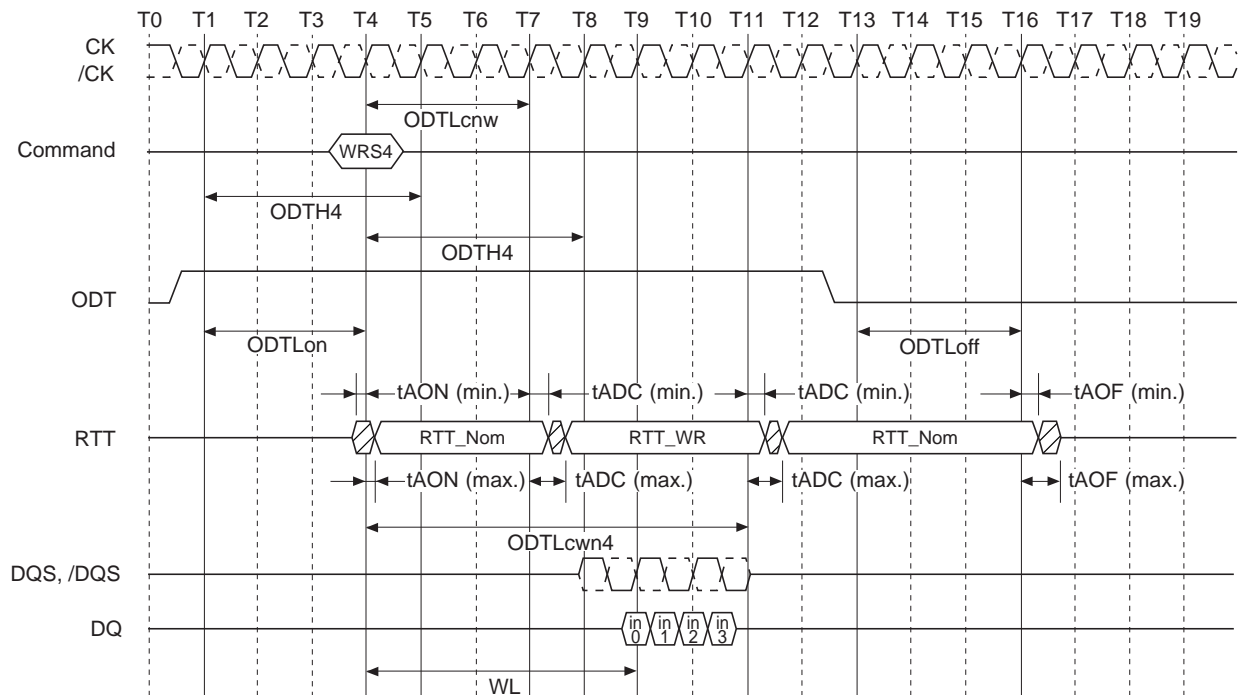 T0 T1 T2 T3 T4 T5 T6 T7 T8 T9 T10 T11 T12 T13 T14 T15 T16 T17 T18 T19
CK
/CK
ODTLcnw
Command WRS4
ODTH4
ODTH4
ODT
ODTLon ODTLoff
tAON (min.) tADC (min.) tADC (min.) tAOF (min.)
RTT RTT_Nom RTT_WR RTT_Nom
tAON (max.) tADC (max.) tADC (max.) tAOF (max.)
ODTLcwn4
DQS, /DQS
DQ in 0 in 1 in 2 in 3
WL